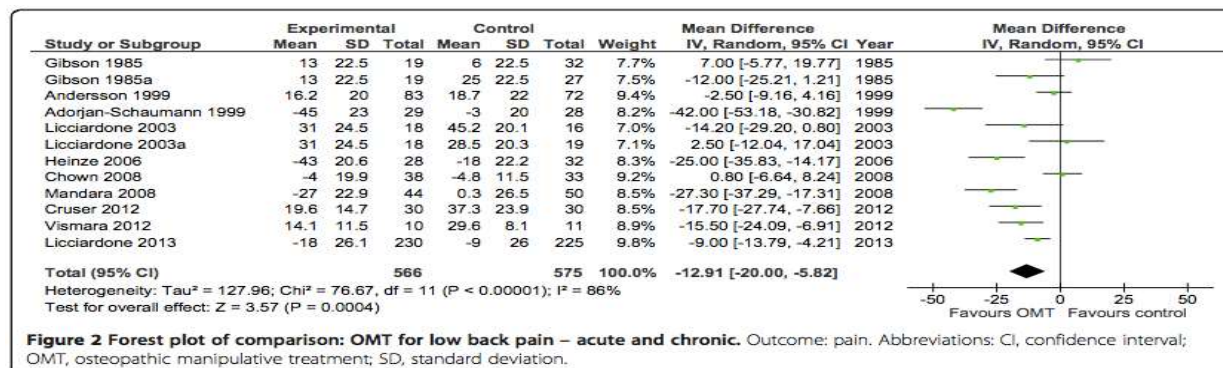 Experimental Control Mean Difference Mean Difference
Study or Subgroup Mean SD Total Mean SD Total Weight IV, Random, 95% CI Year IV, Random, 95% CI
Gibson 1985 13 22.5 19 6 22.5 32 7.7% 7.00 [-5.77, 19.77] 1985
Gibson 1985a 13 22.5 19 25 22.5 27 7.6% -12.00 [-25.21, 1.21] 1985
Andersson 1999 16.2 20 83 18.7 22 72 9.4% -2.50 [-9.16, 4.16] 1999
Adorjan-Schaumann 1999 -45 23 29 -3 20 28 8.2% -42.00 [-53.18, -30.82] 1999
Licciardone 2003 31 24.5 18 45.2 20.1 16 7.0% -14.20 [-29.20, 0.80] 2003
Licciardone 2003a 31 24.5 18 28.5 20.3 19 7.1% 2.50 [-12.04, 17.04] 2003
Heinze 2006 -43 20.6 28 -18 22.2 32 8.3% -25.00 [-35.83, -14.17] 2006
Chown 2008 -4 19.9 38 -4.8 11.5 33 9.2% 0.80 [-6.64, 8.24] 2008
Mandara 2008 -27 22.9 44 0.3 26.5 50 8.5% -27.30 [-37.29, -17.31] 2008
Cruser 2012 19.6 14.7 30 37.3 23.9 30 8.5% -17.70 [-27.74, -7.66] 2012
Vismara 2012 14.1 11.5 10 29.6 8.1 11 8.9% -15.50 [-24.09, -6.91] 2012
Licciardone 2013 -18 26.1 230 -9 26 225 9.8% -9.00 [-13.79, -4.21] 2013
Total (95% CI) 566 575 100.0% -12.91 [-20.00, -5.82]
Heterogeneity: Tau² = 127.96; Chi² = 76.67, df = 11 (P < 0.00001); I² = 86%
Test for overall effect: Z = 3.57 (P = 0.0004)
-50 -25 0 25 50
Favours OMT Favours control
Figure 2 Forest plot of comparison: OMT for low back pain – acute and chronic. Outcome: pain. Abbreviations: CI, confidence interval;
OMT, osteopathic manipulative treatment; SD, standard deviation.